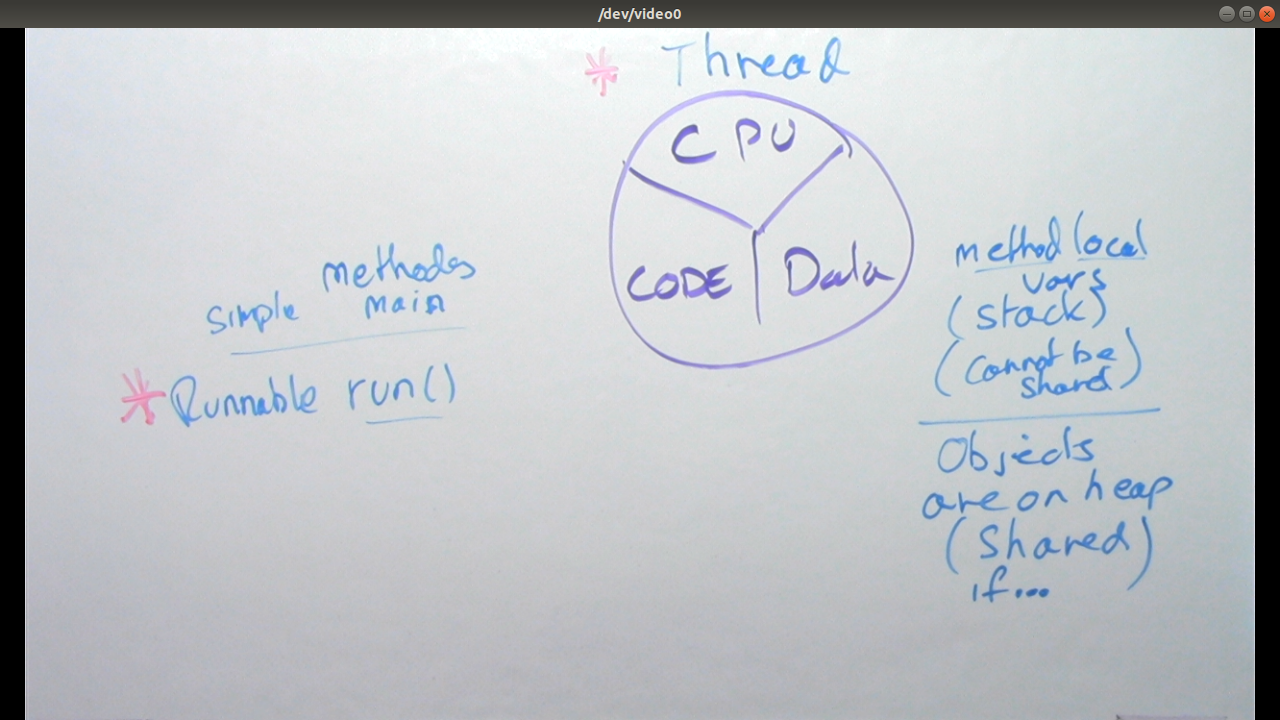 /dev/video0
* Thread
CPU
CODE
Data
methodes
simple main
* Runnable run()
method local
vars
(stack)
(cannot be
shared)
Objects
are on heap
(Shared)
if...